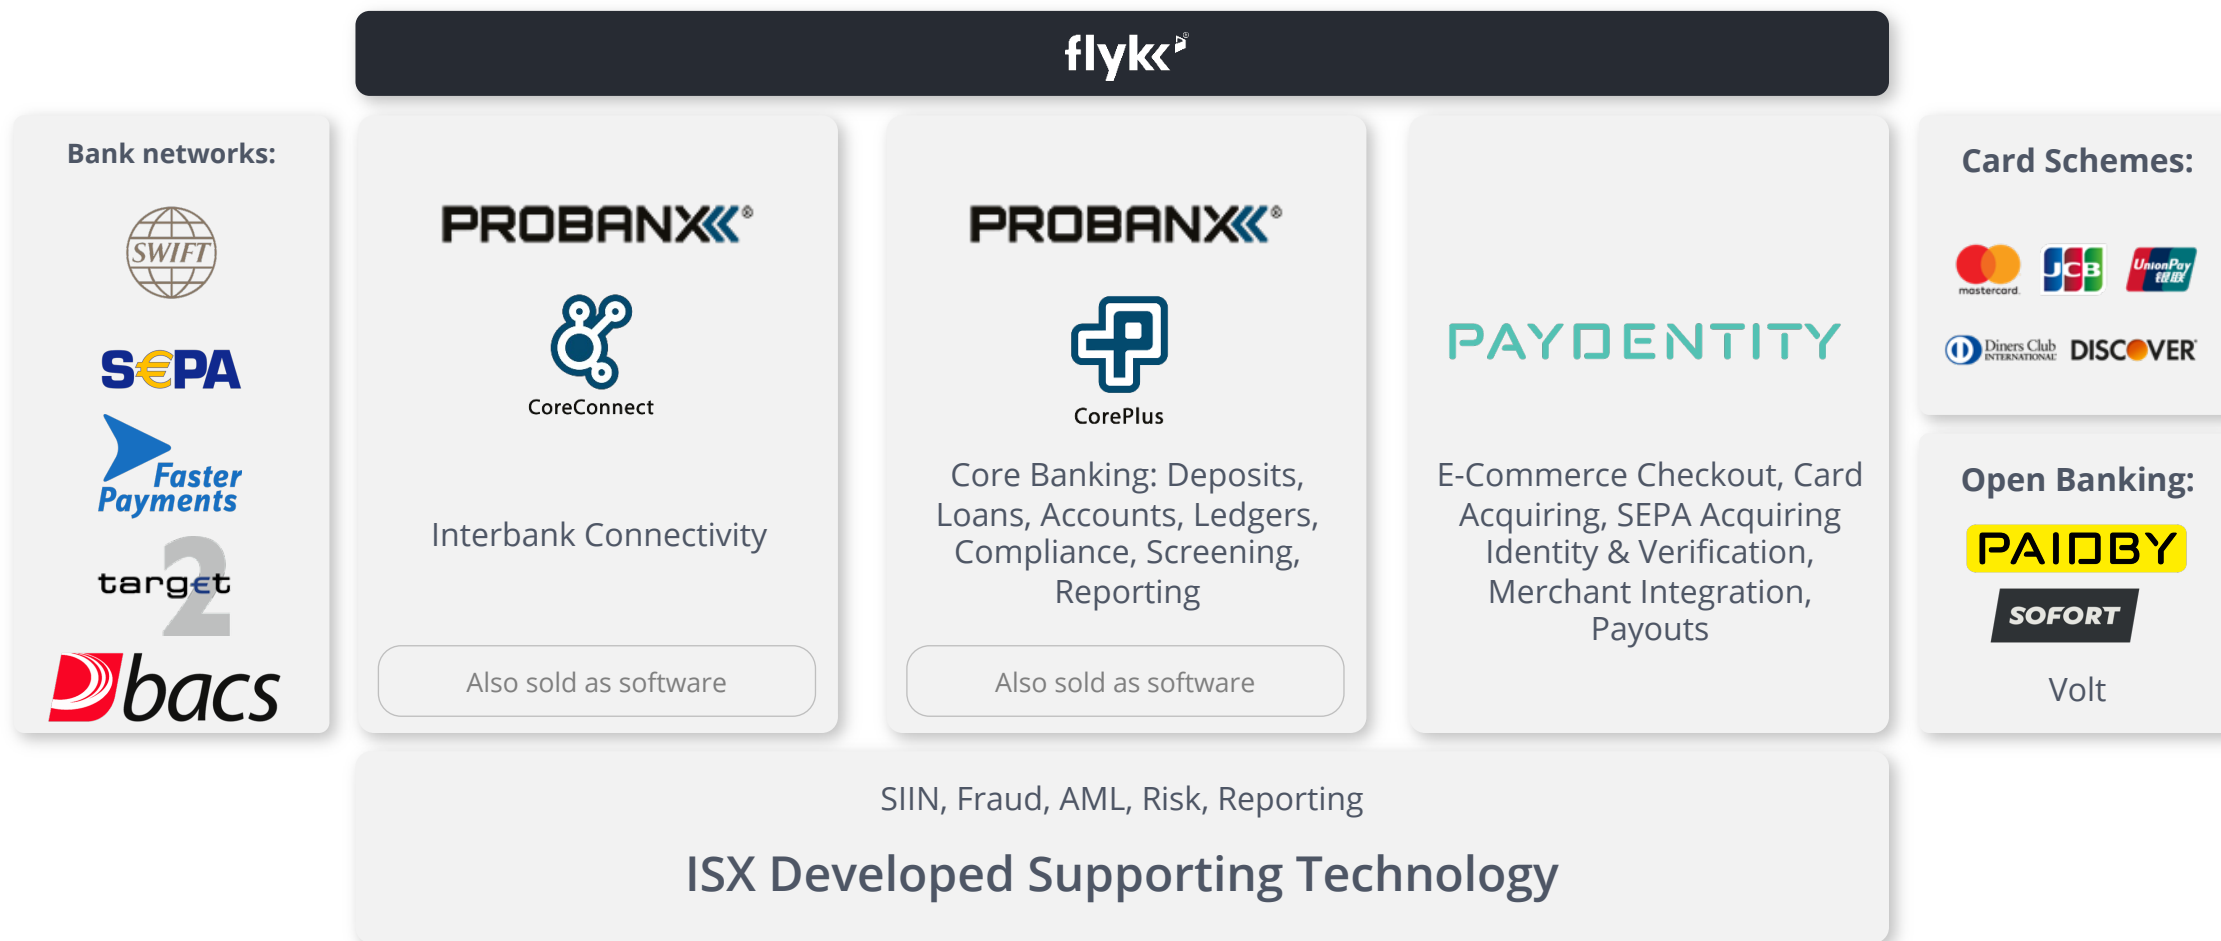 flykk®
Bank networks:
SWIFT
S€PA
Faster
Payments
target
2
bacs
PROBANX®
CoreConnect
Interbank Connectivity
Also sold as software
PROBANX®
CorePlus
Core Banking: Deposits,
Loans, Accounts, Ledgers,
Compliance, Screening,
Reporting
Also sold as software
PAYDENTITY
E-Commerce Checkout, Card
Acquiring, SEPA Acquiring
Identity & Verification,
Merchant Integration,
Payouts
Card Schemes:
mastercard.
JCB
UnionPay
银联
Diners Club
INTERNATIONAL
DISCOVER
Open Banking:
PAIDBY
SOFORT
Volt
SIIN, Fraud, AML, Risk, Reporting
ISX Developed Supporting Technology